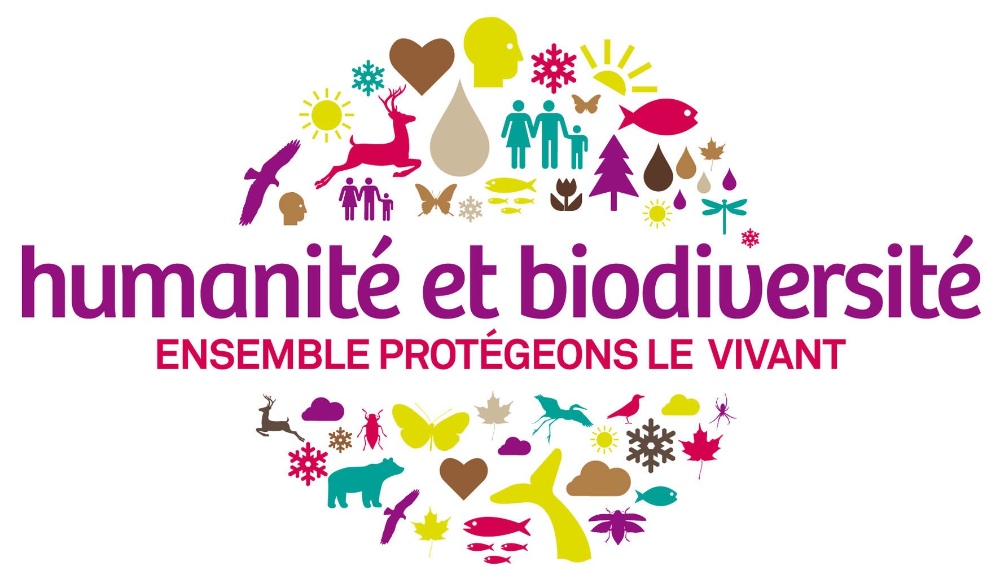 humanité et biodiversité
ENSEMBLE PROTÉGEONS LE VIVANT